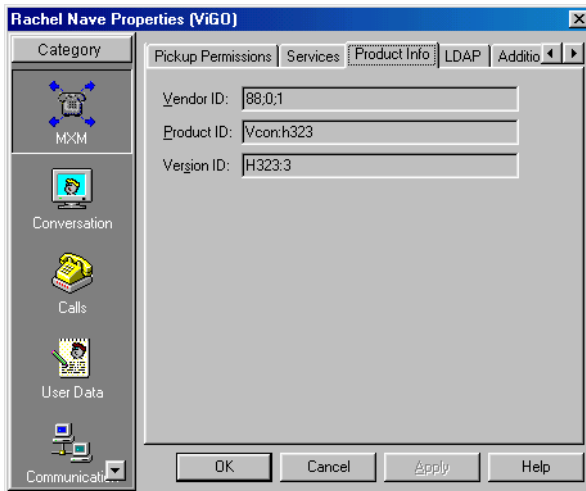 Rachel Nave Properties (ViGO)
Category
MXM
Conversation
Calls
User Data
Communicati
Pickup Permissions
Services
Product Info
LDAP
Additio
Vendor ID: 88;0;1
Product ID: Vcon:h323
Version ID: H323:3
OK
Cancel
Apply
Help